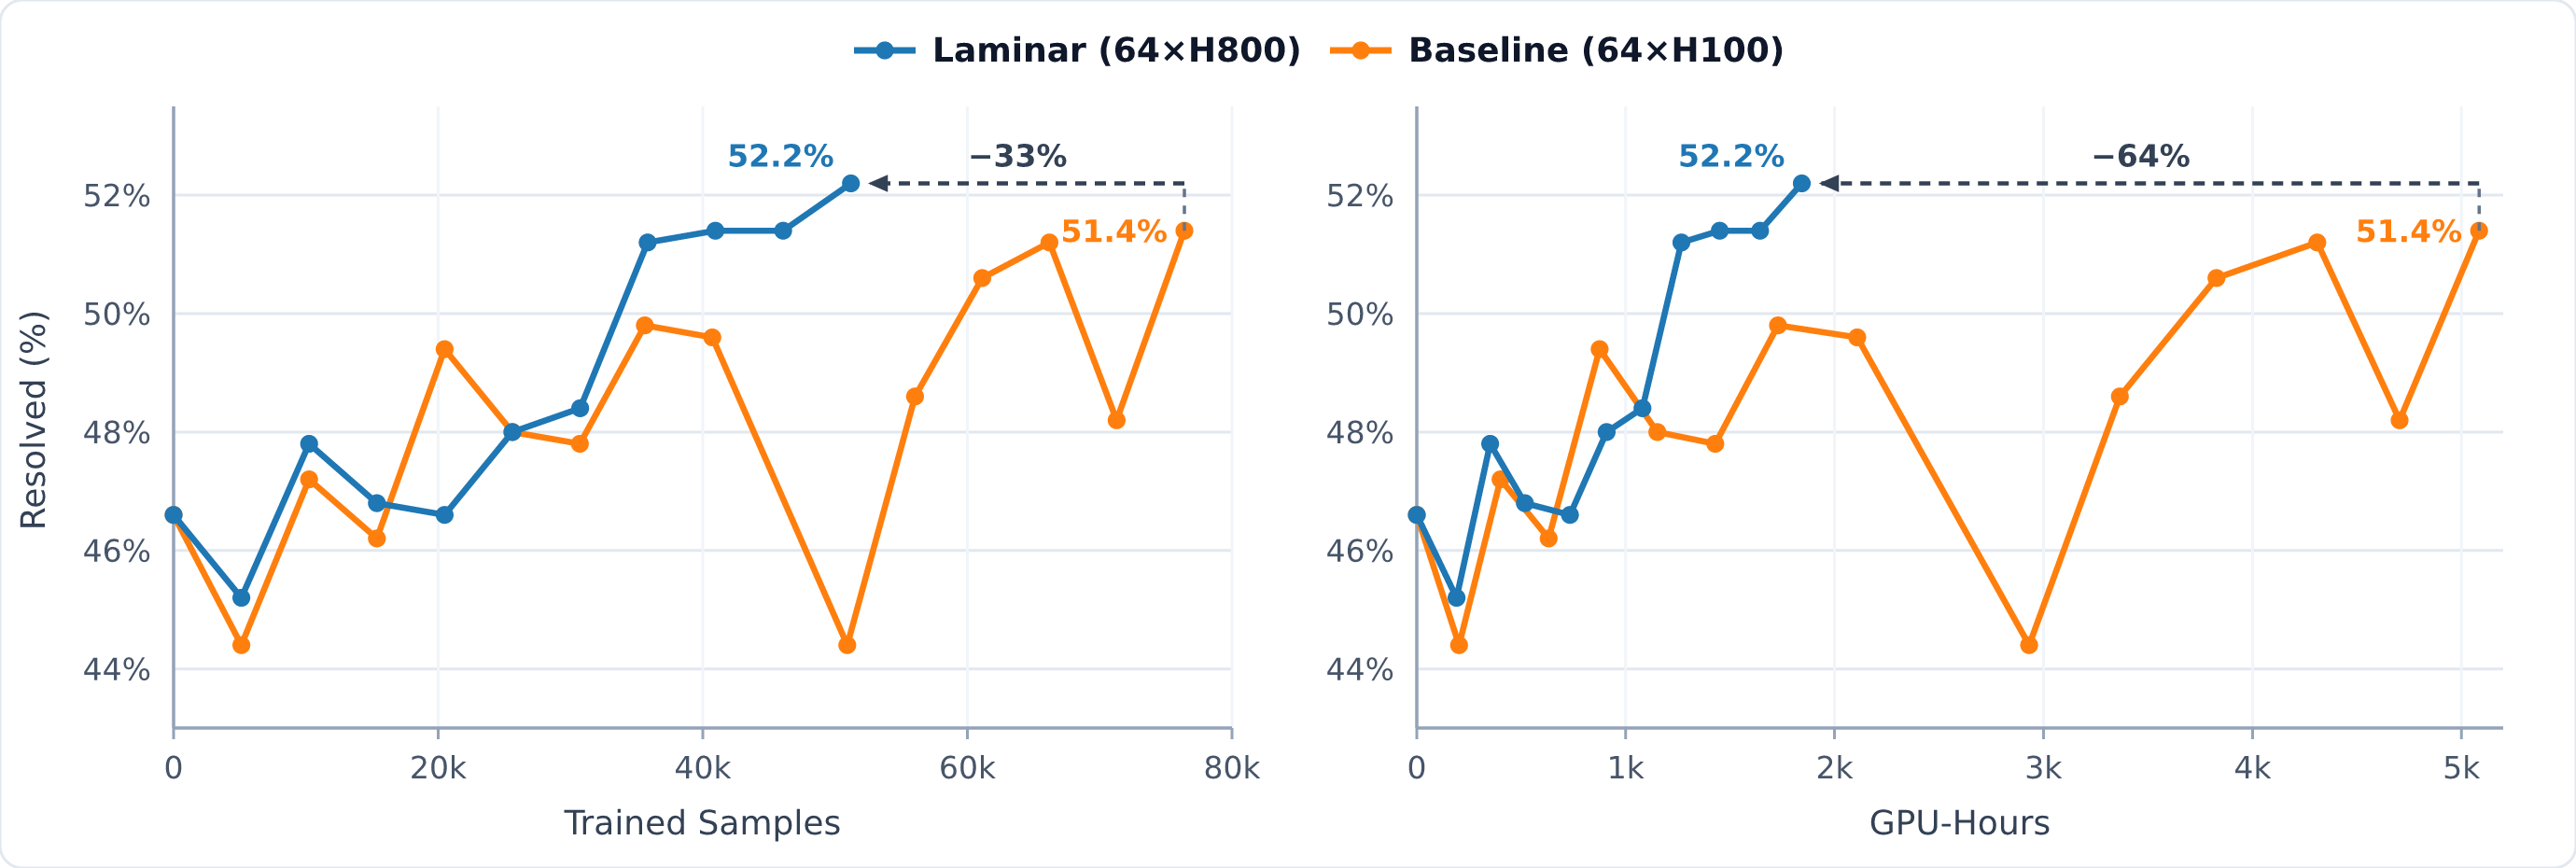 Laminar (64×H800) Baseline (64×H100)
52.2%
−33%
51.4%
52%
50%
48%
46%
44%
Resolved (%)
0 20k 40k 60k 80k
Trained Samples
52.2%
−64%
51.4%
52%
50%
48%
46%
44%
0 1k 2k 3k 4k 5k
GPU-Hours